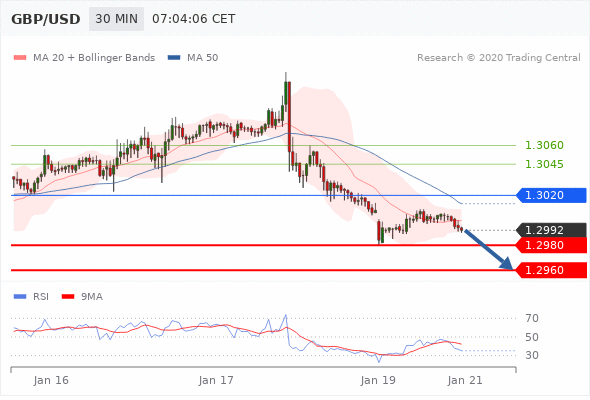 GBP/USD 30 MIN 07:04:06 CET
MA 20 + Bollinger Bands MA 50 Research © 2020 Trading Central
1.3060
1.3045
1.3020
1.2992
1.2980
1.2960
RSI 9MA
70
50
30
Jan 16 Jan 17 Jan 19 Jan 21